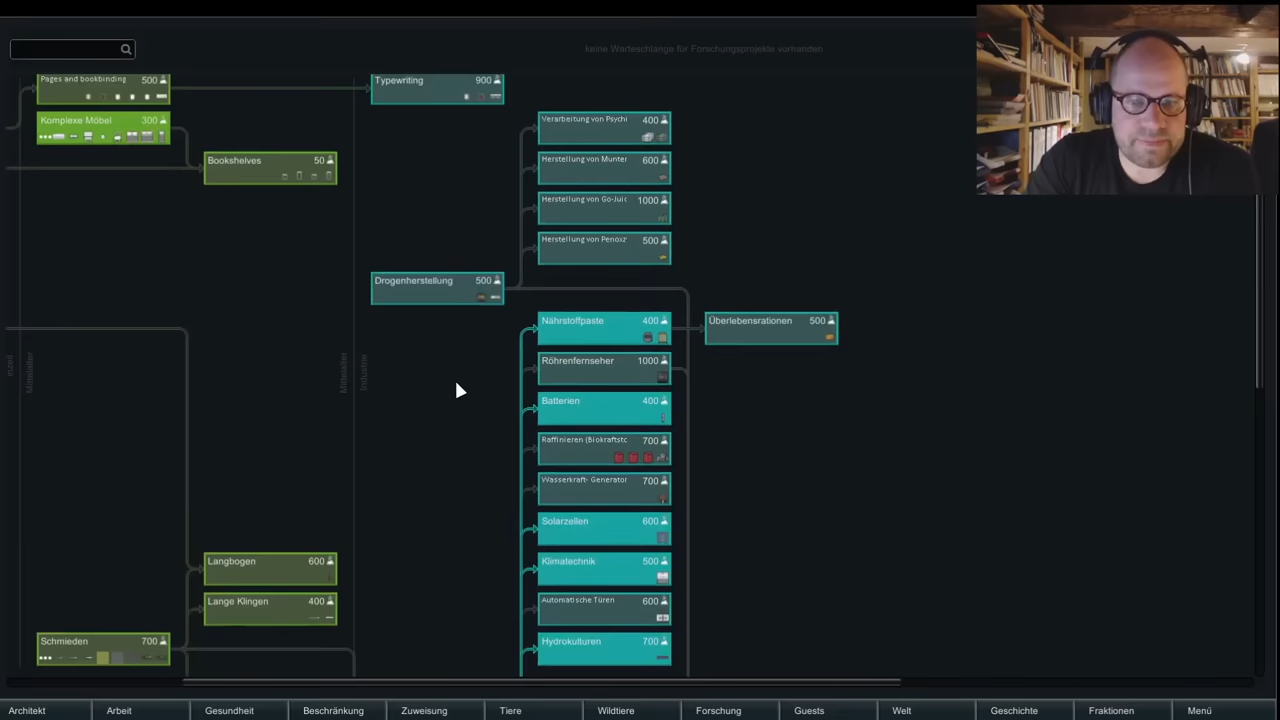 keine Warteschlange für Forschungsprojekte vorhanden
Pages and bookbinding 500
Typewriting 900
Komplexe Möbel 300
Verarbeitung von Psychi 400
Bookshelves 50
Herstellung von Munter 600
Herstellung von Go-Juic 1000
Herstellung von Penoxz 500
Drogenherstellung 500
Nährstoffpaste 400
Überlebensrationen 500
Mittelalter
Mittelalter
Industrie
Röhrenfernseher 1000
Batterien 400
Raffinieren (Biokraftstc 700
Wasserkraft- Generator 700
Solarzellen 600
Langbogen 600
Klimatechnik 500
Lange Klingen 400
Automatische Türen 600
Schmieden 700
Hydrokulturen 700
Architekt
Arbeit
Gesundheit
Beschränkung
Zuweisung
Tiere
Wildtiere
Forschung
Guests
Welt
Geschichte
Fraktionen
Menü